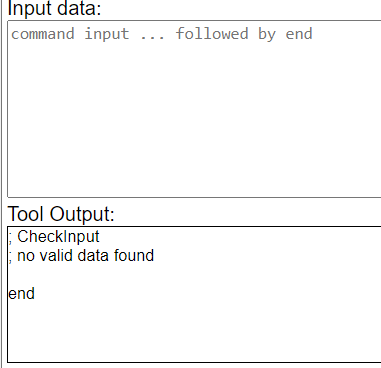 Input data:
command input ... followed by end
Tool Output:
; CheckInput
; no valid data found
end